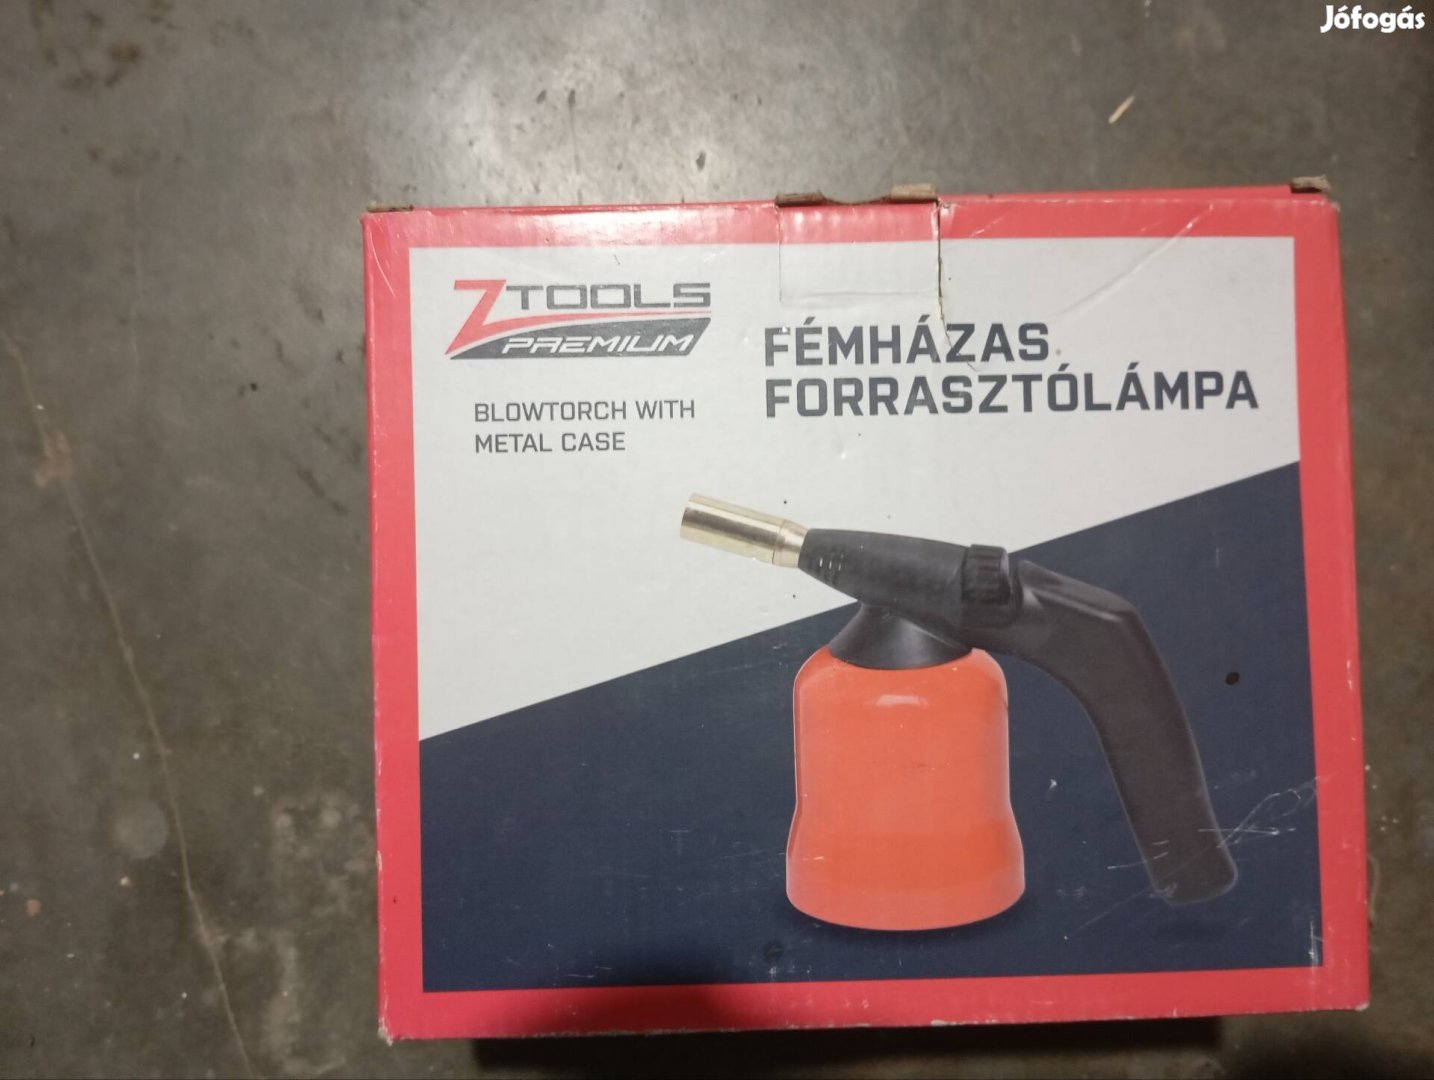 Jófogás
ZTOOLS
PREMIUM
BLOWTORCH WITH
METAL CASE
FÉMHÁZAS
FORRASZTÓLÁMPA